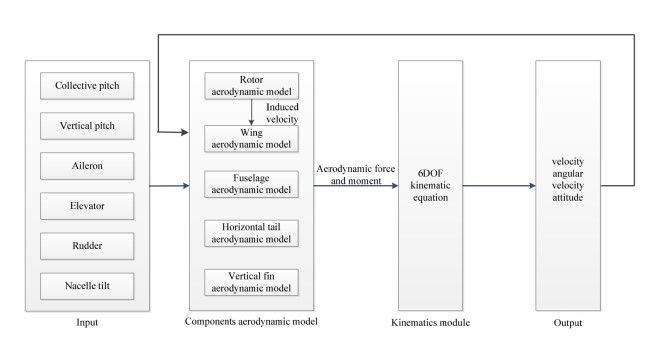 Collective pitch
Vertical pitch
Aileron
Elevator
Rudder
Nacelle tilt
Input
Rotor
aerodynamic model
Induced
velocity
Wing
aerodynamic model
Fuselage
aerodynamic model
Horizontal tail
aerodynamic model
Vertical fin
aerodynamic model
Components aerodynamic model
Aerodynamic force
and moment
6DOF
kinematic
equation
Kinematics module
velocity
angular
velocity
attitude
Output